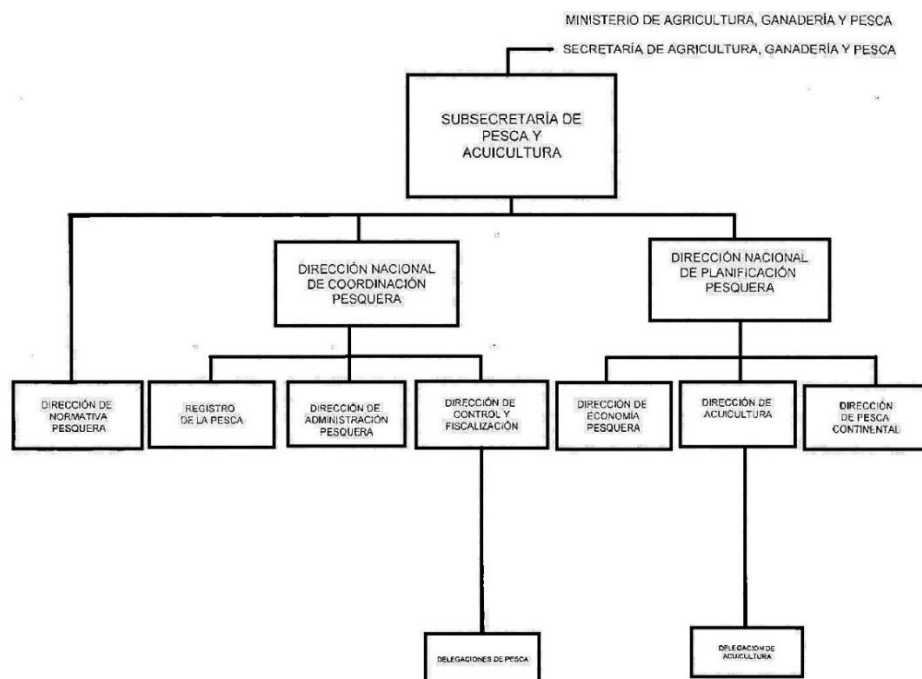 MINISTERIO DE AGRICULTURA, GANADERÍA Y PESCA
SECRETARÍA DE AGRICULTURA, GANADERÍA Y PESCA
SUBSECRETARÍA DE
PESCA Y
ACUICULTURA
DIRECCIÓN NACIONAL
DE COORDINACIÓN
PESQUERA
DIRECCIÓN NACIONAL
DE PLANIFICACIÓN
PESQUERA
DIRECCIÓN DE
NORMATIVA
PESQUERA
REGISTRO
DE LA PESCA
DIRECCIÓN DE
ADMINISTRACIÓN
PESQUERA
DIRECCIÓN DE
CONTROL Y
FISCALIZACIÓN
DIRECCIÓN DE
ECONOMÍA
PESQUERA
DIRECCIÓN DE
ACUICULTURA
DIRECCIÓN
DE PESCA
CONTINENTAL
DELEGACIONES DE PESCA
DELEGACIÓN DE
ACUICULTURA